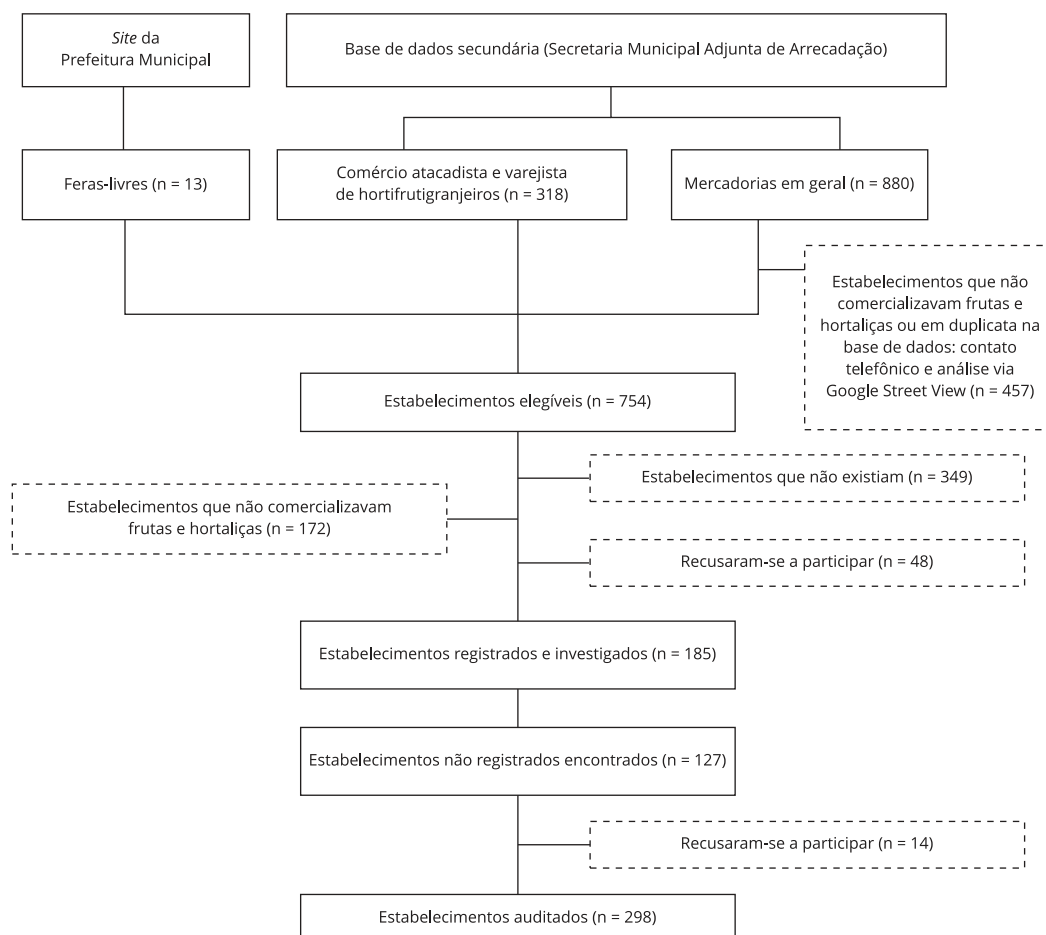 Site da
Prefeitura Municipal
Base de dados secundária (Secretaria Municipal Adjunta de Arrecadação)
Feras-livres (n = 13)
Comércio atacadista e varejista
de hortifrutigranjeiros (n = 318)
Mercadorias em geral (n = 880)
Estabelecimentos que não
comercializavam frutas e
hortaliças ou em duplicata na
base de dados: contato
telefônico e análise via
Google Street View (n = 457)
Estabelecimentos elegíveis (n = 754)
Estabelecimentos que não existiam (n = 349)
Estabelecimentos que não comercializavam
frutas e hortaliças (n = 172)
Recusaram-se a participar (n = 48)
Estabelecimentos registrados e investigados (n = 185)
Estabelecimentos não registrados encontrados (n = 127)
Recusaram-se a participar (n = 14)
Estabelecimentos auditados (n = 298)